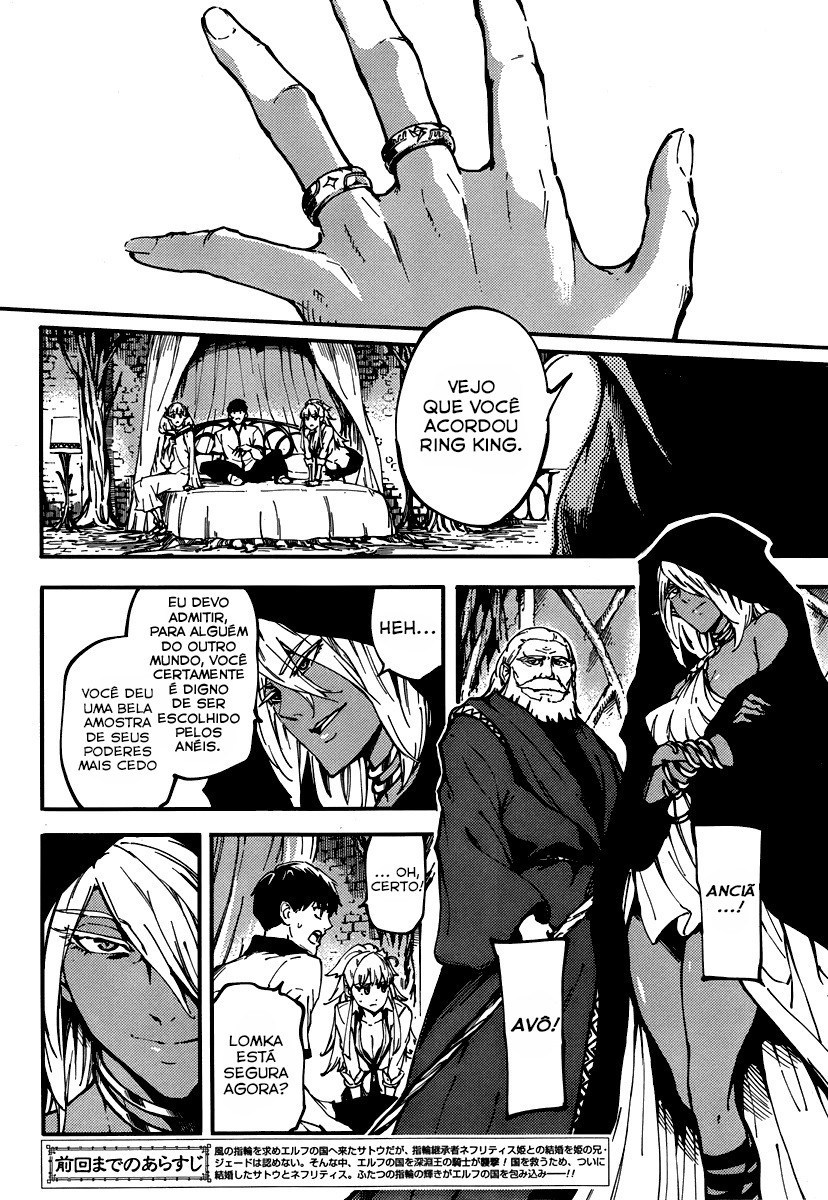 VEJO
QUE VOCÊ
ACORDOU
RING KING.
HEH...
EU DEVO
ADMITIR,
PARA ALGUÉM
DO OUTRO
MUNDO, VOCÊ
CERTAMENTE
É DIGNO
DE SER
ESCOLHIDO
PELOS
ANÉIS.
VOCÊ DEU
UMA BELA
AMOSTRA
DE SEUS
PODERES
MAIS CEDO
ANCIÃ
...!
AVÔ!
... OH,
CERTO!
LOMKA
ESTÁ
SEGURA
AGORA?
前回までのあらすじ
風の指輪を求めエルフの国へ来たサトウだが、指輪継承者ネフリティス姫との結婚を姫の兄・
ジェードは認めない。そんな中、エルフの国を深淵王の騎士が襲撃！国を救うため、ついに
結婚したサトウとネフリティス。ふたつの指輪の輝きがエルフの国を包み込み――!!